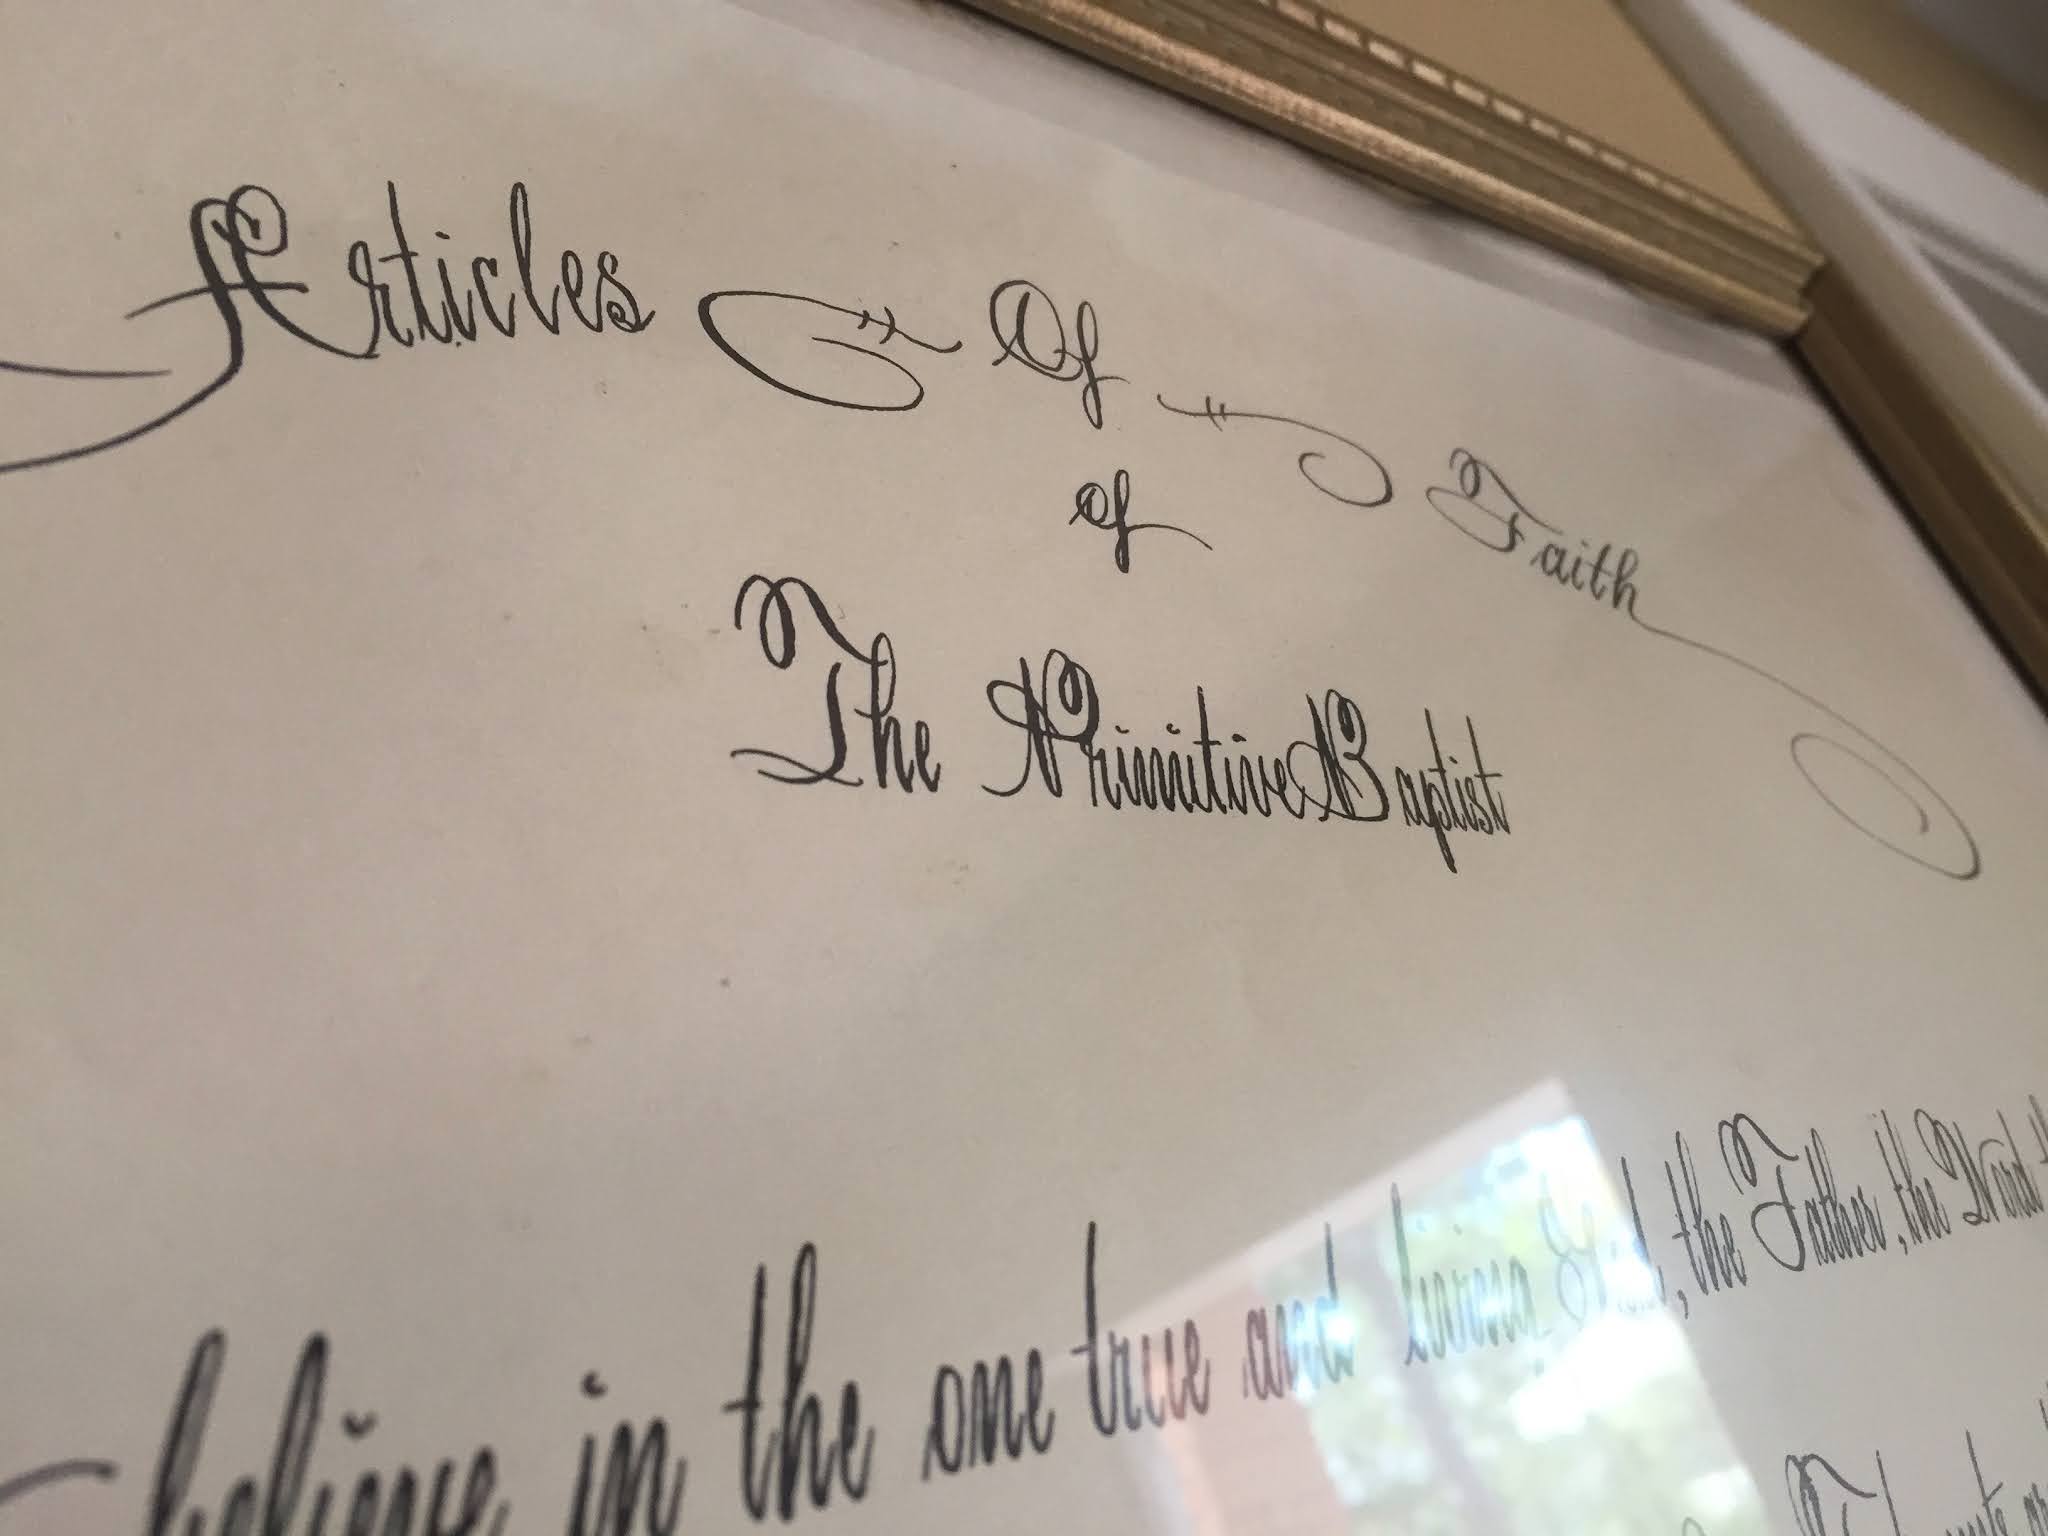 Articles Of Faith
of
The Primitive Baptist
believe in the one true and living God, the Father, the Word